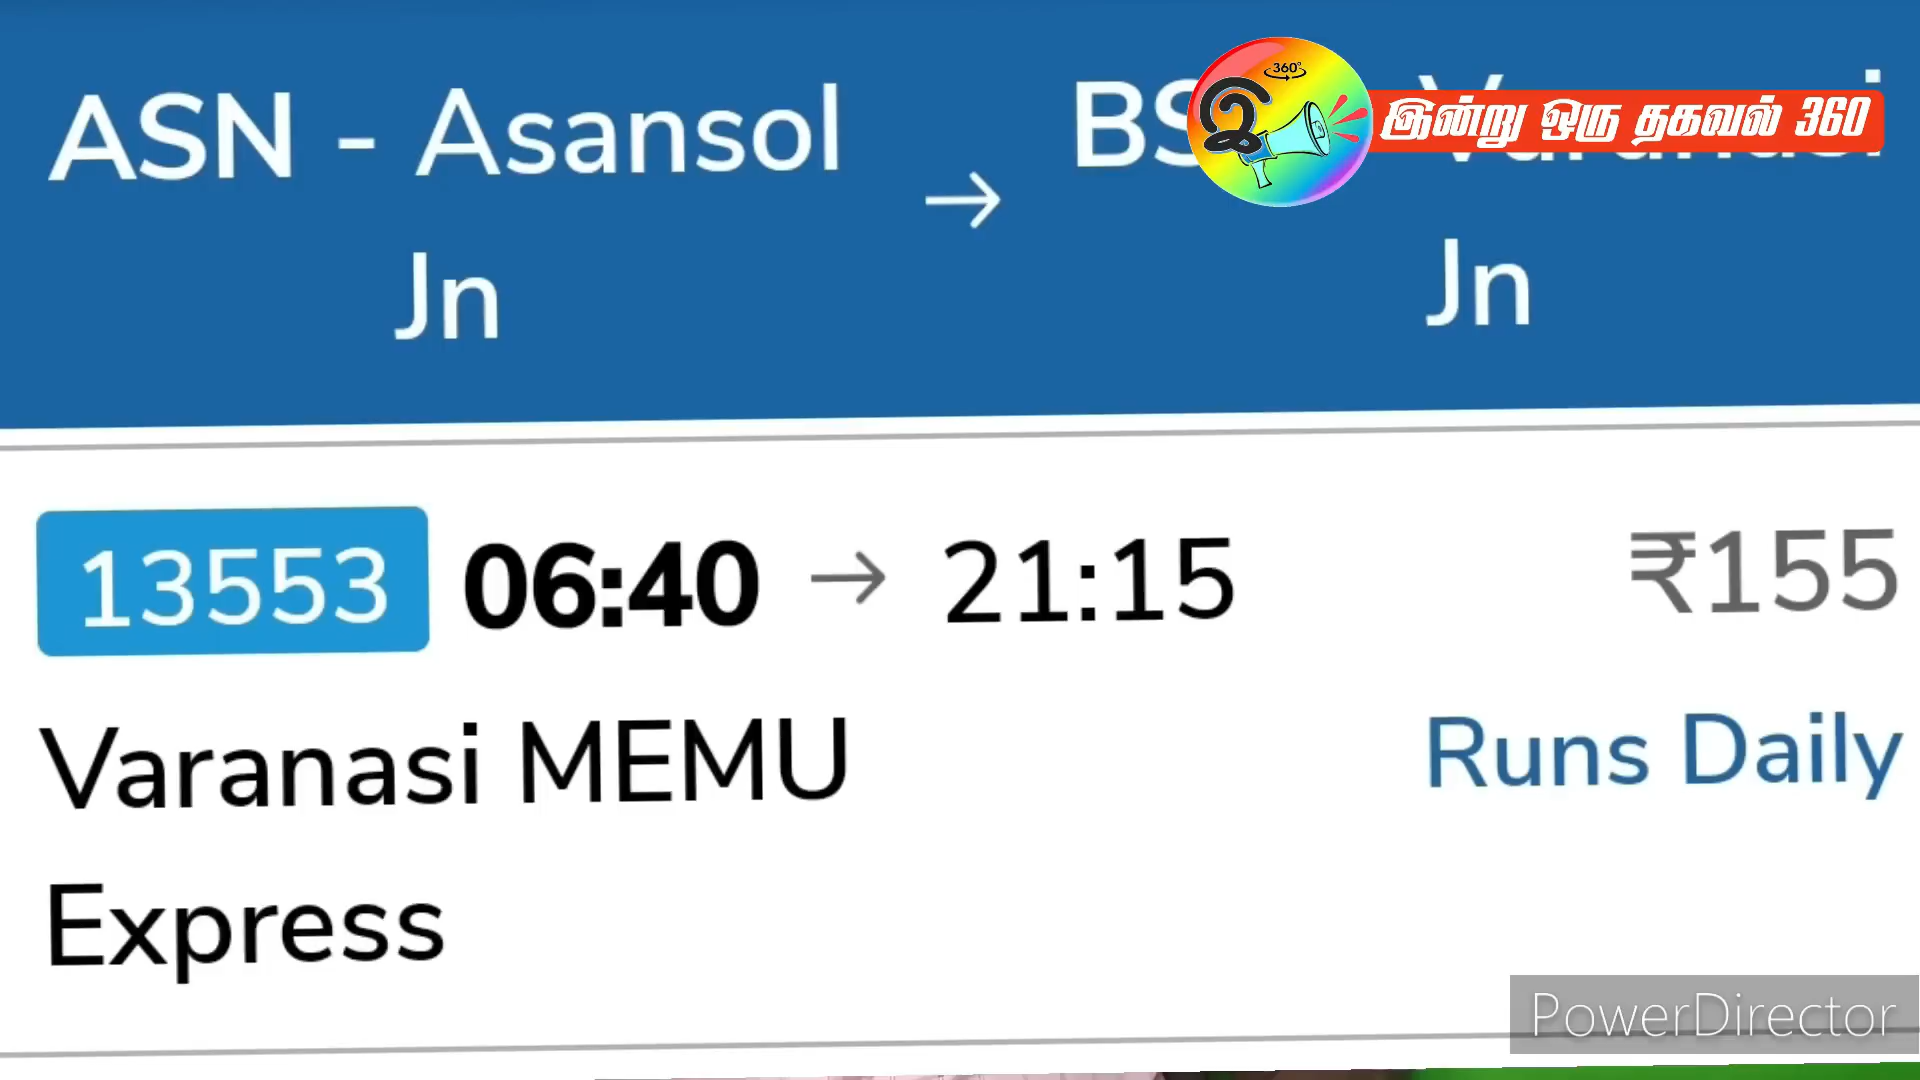 ASN - Asansol
Jn
→
Jn
360°
இன்று ஒரு தகவல் 360
13553 06:40 → 21:15 ₹155
Varanasi MEMU
Express
Runs Daily
PowerDirector